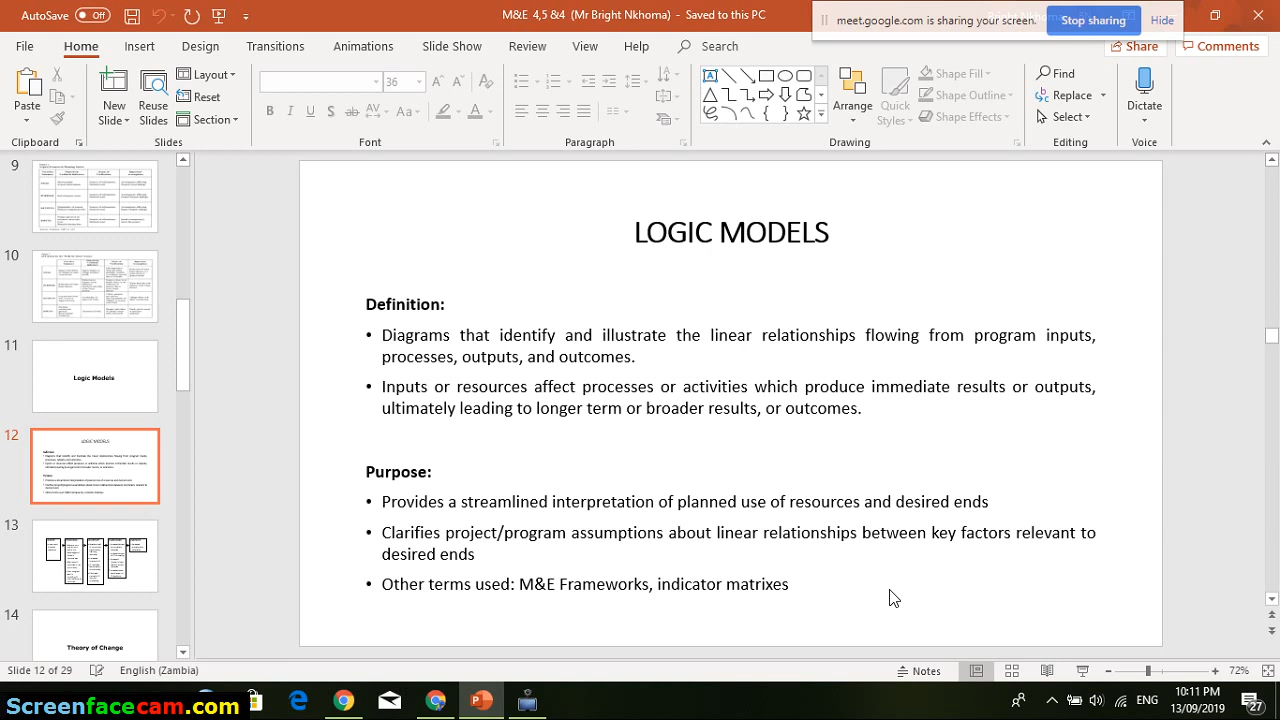 AutoSave
M&E 4,5 &4 (Mr Bright Nkhoma) - Saved to this PC
meet.google.com is sharing your screen.
Stop sharing
Hide
File Home Insert Design Transitions Animations Slide Show Review View Help Search
Share Comments
Paste
New Slides
Reuse Slides
Layout
Reset
Section
36
Arrange
Quick Styles
Shape Fill
Shape Outline
Shape Effects
Find
Replace
Select
Dictate
Clipboard Slides Font Paragraph Drawing Editing Voice
9
10
11
Logic Models
12
13
14
Theory of Change
LOGIC MODELS
Definition:
• Diagrams that identify and illustrate the linear relationships flowing from program inputs,
processes, outputs, and outcomes.
• Inputs or resources affect processes or activities which produce immediate results or outputs,
ultimately leading to longer term or broader results, or outcomes.
Purpose:
• Provides a streamlined interpretation of planned use of resources and desired ends
• Clarifies project/program assumptions about linear relationships between key factors relevant to
desired ends
• Other terms used: M&E Frameworks, indicator matrixes
Slide 12 of 29 English (Zambia)
Notes
72%
Screenfacecam.com
ENG
10:11 PM
13/09/2019
27